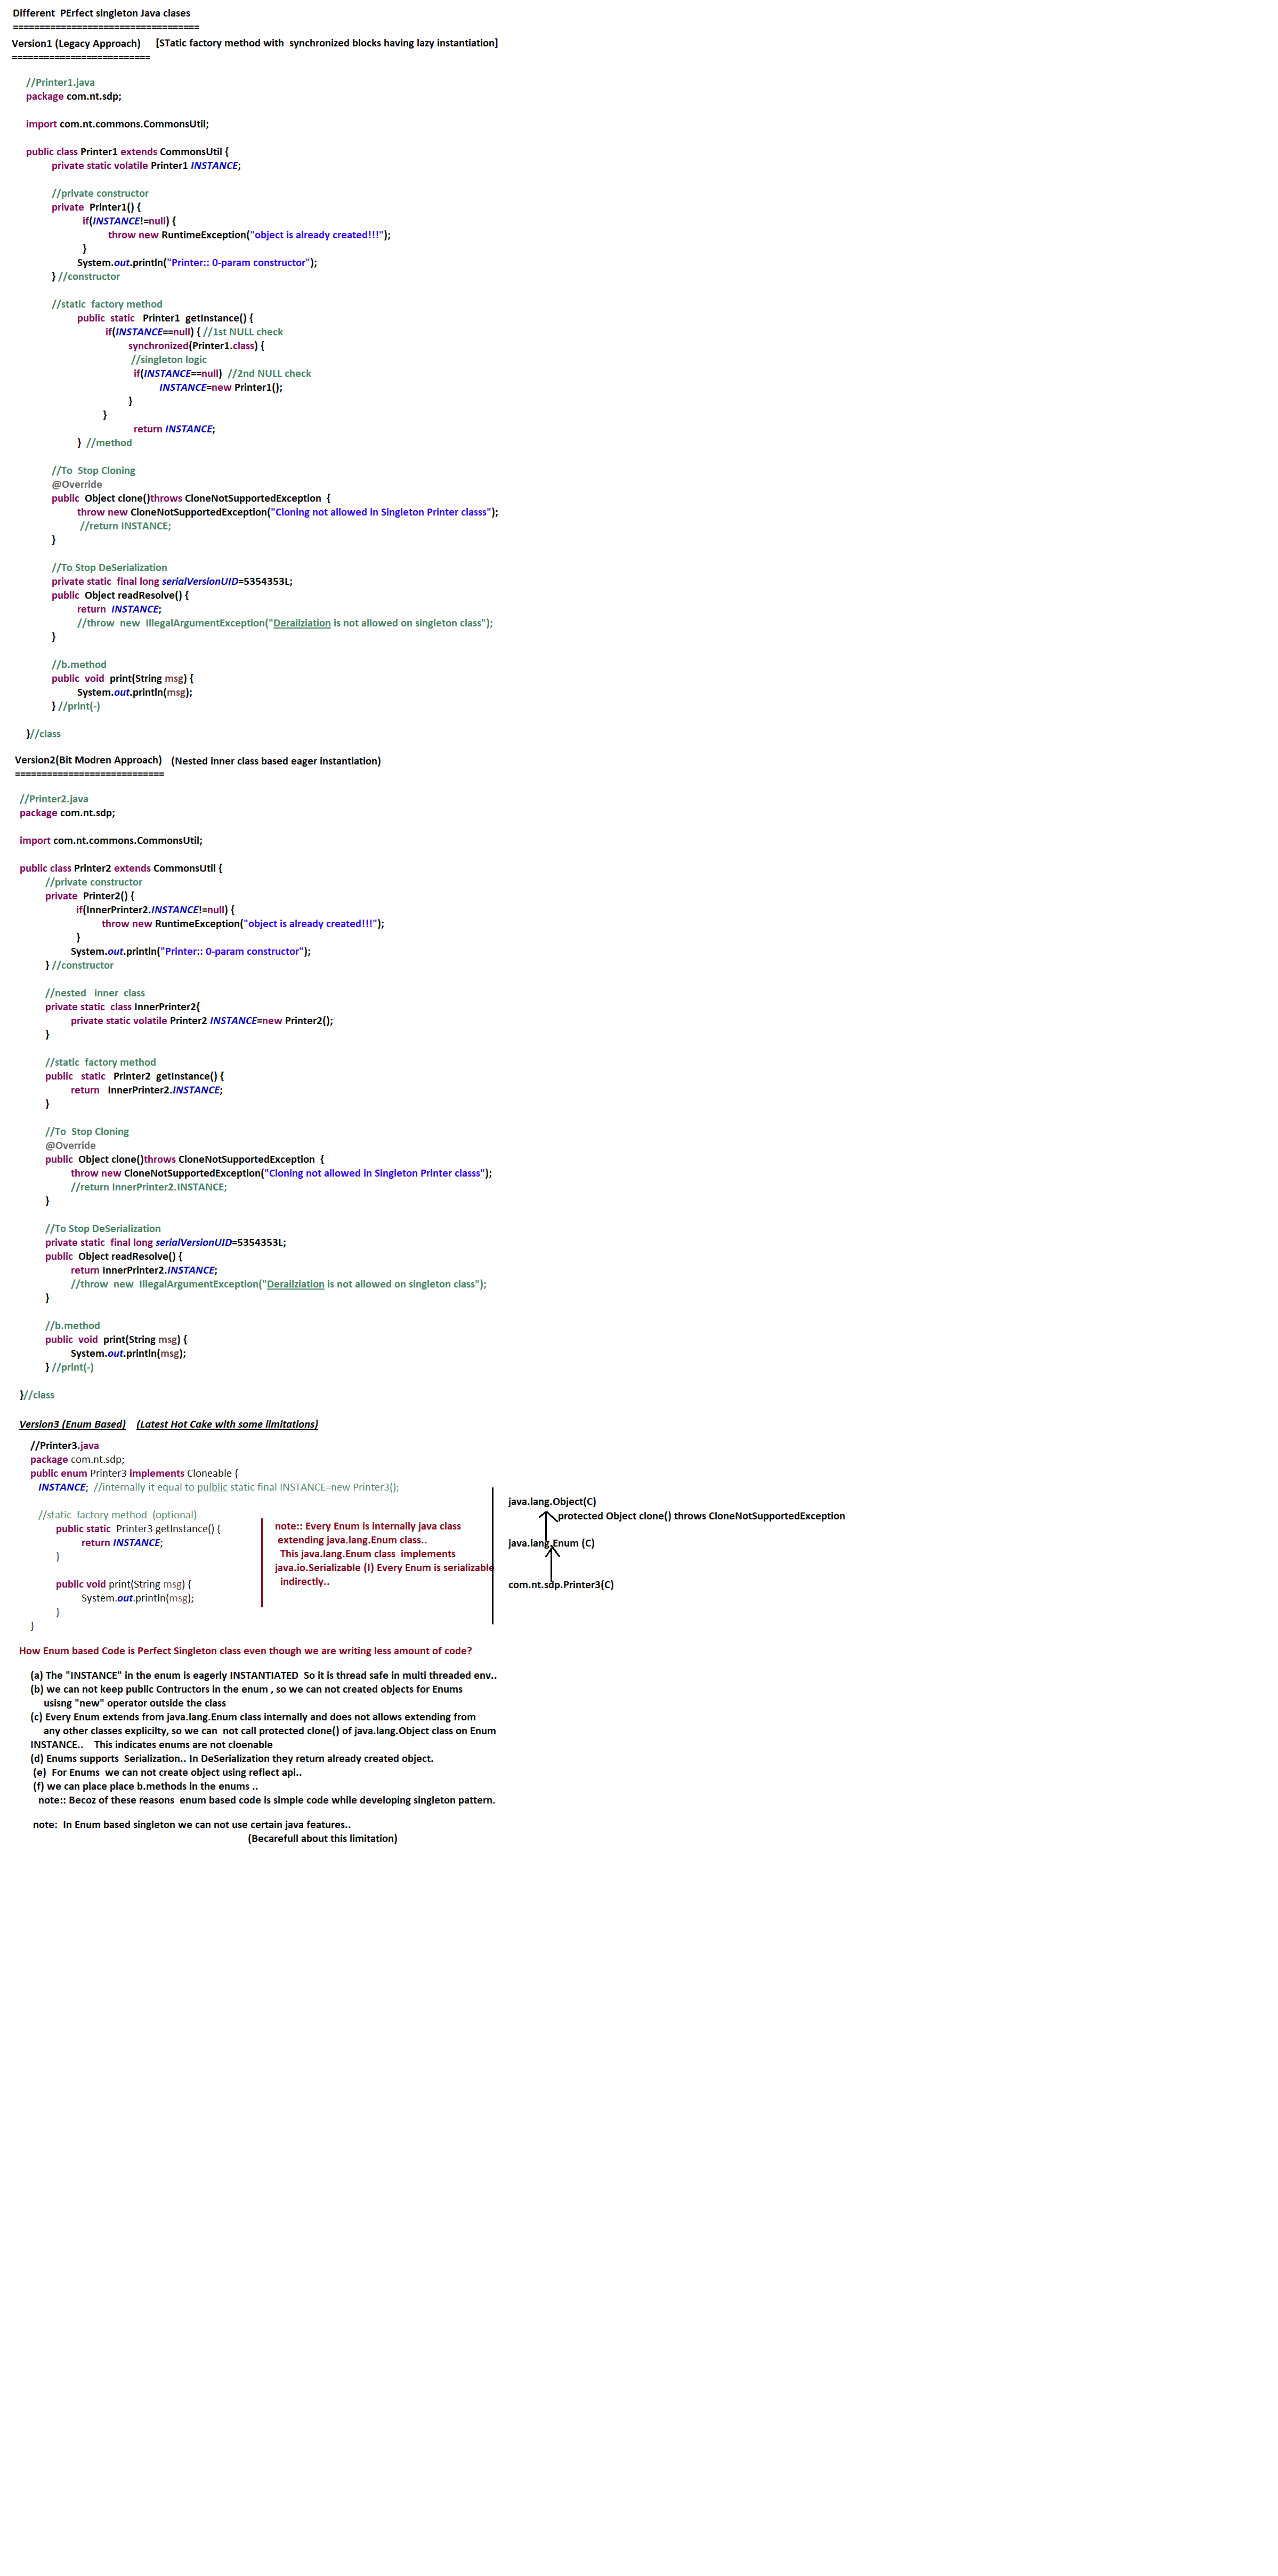 Different  PErfect singleton Java clases
===================================
Version1 (Legacy Approach)     [STatic factory method with  synchronized blocks having lazy instantiation]
==========================
//Printer1.java
package com.nt.sdp;
import com.nt.commons.CommonsUtil;
public class Printer1 extends CommonsUtil {
private static volatile Printer1 INSTANCE;
//private constructor
private  Printer1() {
if(INSTANCE!=null) {
throw new RuntimeException("object is already created!!!");
}
System.out.println("Printer:: 0-param constructor");
} //constructor
//static  factory method
public  static   Printer1  getInstance() {
if(INSTANCE==null) { //1st NULL check
synchronized(Printer1.class) {
//singleton logic
if(INSTANCE==null)  //2nd NULL check
INSTANCE=new Printer1();
}
}
return INSTANCE;
}  //method
//To  Stop Cloning
@Override
public  Object clone()throws CloneNotSupportedException  {
throw new CloneNotSupportedException("Cloning not allowed in Singleton Printer classs");
//return INSTANCE;
}
//To Stop DeSerialization
private static  final long serialVersionUID=5354353L;
public  Object readResolve() {
return  INSTANCE;
//throw  new  IllegalArgumentException("Derailziation is not allowed on singleton class");
}
//b.method
public  void  print(String msg) {
System.out.println(msg);
} //print(-)
}//class
Version2(Bit Modren Approach)   (Nested inner class based eager instantiation)
============================
//Printer2.java
package com.nt.sdp;
import com.nt.commons.CommonsUtil;
public class Printer2 extends CommonsUtil {
//private constructor
private  Printer2() {
if(InnerPrinter2.INSTANCE!=null) {
throw new RuntimeException("object is already created!!!");
}
System.out.println("Printer:: 0-param constructor");
} //constructor
//nested   inner  class
private static  class InnerPrinter2{
private static volatile Printer2 INSTANCE=new Printer2();
}
//static  factory method
public   static   Printer2  getInstance() {
return   InnerPrinter2.INSTANCE;
}
//To  Stop Cloning
@Override
public  Object clone()throws CloneNotSupportedException  {
throw new CloneNotSupportedException("Cloning not allowed in Singleton Printer classs");
//return InnerPrinter2.INSTANCE;
}
//To Stop DeSerialization
private static  final long serialVersionUID=5354353L;
public  Object readResolve() {
return InnerPrinter2.INSTANCE;
//throw  new  IllegalArgumentException("Derailziation is not allowed on singleton class");
}
//b.method
public  void  print(String msg) {
System.out.println(msg);
} //print(-)
}//class
Version3 (Enum Based)    (Latest Hot Cake with some limitations)
//Printer3.java
package com.nt.sdp;
public enum Printer3 implements Cloneable {
INSTANCE;  //internally it equal to pulblic static final INSTANCE=new Printer3();
//static  factory method  (optional)
public static  Printer3 getInstance() {
return INSTANCE;
}
public void print(String msg) {
System.out.println(msg);
}
}
note:: Every Enum is internally java class
extending java.lang.Enum class..
This java.lang.Enum class  implements
java.io.Serializable (I) Every Enum is serializable
indirectly..
java.lang.Object(C)
protected Object clone() throws CloneNotSupportedException
java.lang.Enum (C)
com.nt.sdp.Printer3(C)
How Enum based Code is Perfect Singleton class even though we are writing less amount of code?
(a) The "INSTANCE" in the enum is eagerly INSTANTIATED  So it is thread safe in multi threaded env..
(b) we can not keep public Contructors in the enum , so we can not created objects for Enums
usisng "new" operator outside the class
(c) Every Enum extends from java.lang.Enum class internally and does not allows extending from
any other classes explicilty, so we can  not call protected clone() of java.lang.Object class on Enum
INSTANCE..    This indicates enums are not cloenable
(d) Enums supports  Serialization.. In DeSerialization they return already created object.
(e)  For Enums  we can not create object using reflect api..
(f) we can place place b.methods in the enums ..
note:: Becoz of these reasons  enum based code is simple code while developing singleton pattern.
note:  In Enum based singleton we can not use certain java features..
(Becarefull about this limitation)